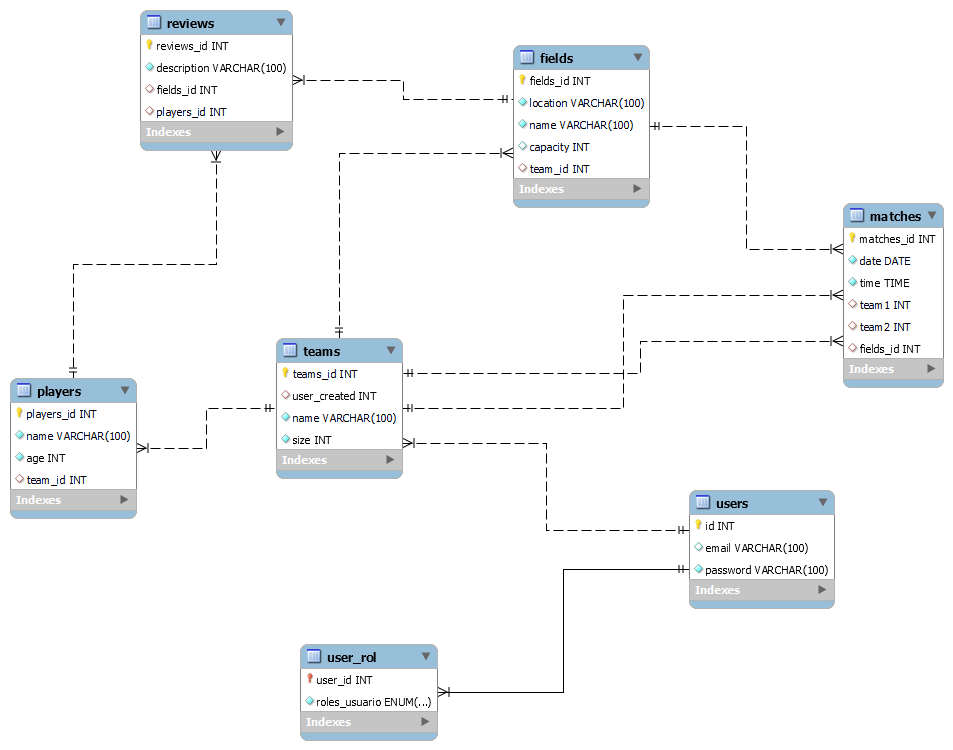 reviews
reviews_id INT
description VARCHAR(100)
fields_id INT
players_id INT
Indexes
fields
fields_id INT
location VARCHAR(100)
name VARCHAR(100)
capacity INT
team_id INT
Indexes
matches
matches_id INT
date DATE
time TIME
team1 INT
team2 INT
fields_id INT
Indexes
teams
teams_id INT
user_created INT
name VARCHAR(100)
size INT
Indexes
players
players_id INT
name VARCHAR(100)
age INT
team_id INT
Indexes
users
id INT
email VARCHAR(100)
password VARCHAR(100)
Indexes
user_rol
user_id INT
roles_usuario ENUM(...)
Indexes